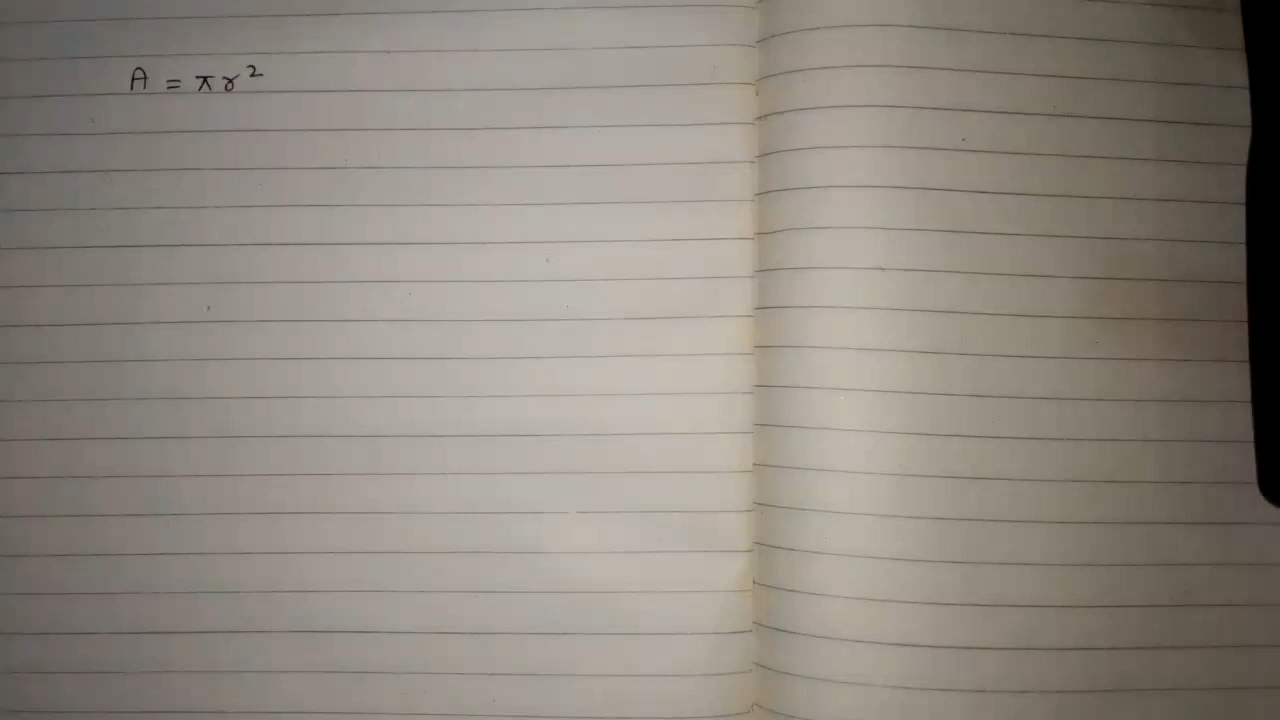 A = πr²